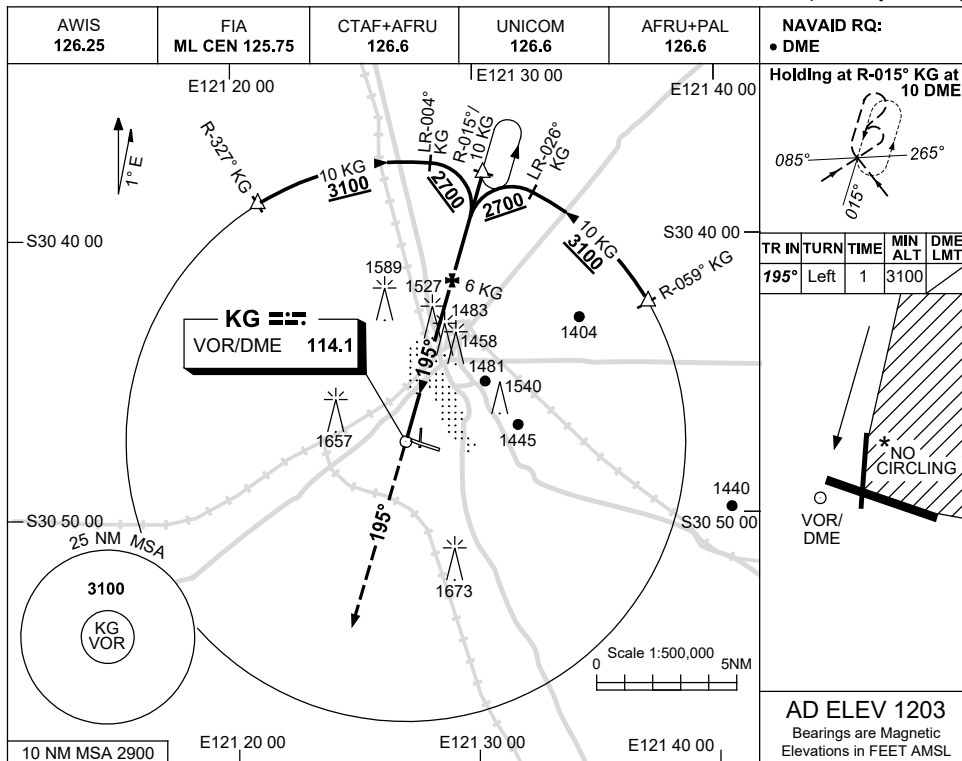 AWIS
126.25
FIA
ML CEN 125.75
CTAF+AFRU
126.6
UNICOM
126.6
AFRU+PAL
126.6
NAVAID RQ:
• DME
E121 20 00
E121 30 00
E121 40 00
1° E
R-327° KG
10 KG
3100
LR-004°
KG
R-015°/
10 KG
LR-026°
KG
2700
2700
10 KG
3100
R-059° KG
S30 40 00
S30 40 00
1589
1527
6 KG
1483
1458
1404
KG
VOR/DME 114.1
195°
1481
1540
1657
1445
1440
195°
S30 50 00
S30 50 00
25 NM MSA
3100
KG
VOR
1673
Scale 1:500,000
0 5NM
10 NM MSA 2900
E121 20 00
E121 30 00
E121 40 00
Holding at R-015° KG at
10 DME
085°
265°
015°
TR IN TURN TIME MIN ALT DME LMT
195° Left 1 3100
* NO
CIRCLING
VOR/
DME
AD ELEV 1203
Bearings are Magnetic
Elevations in FEET AMSL